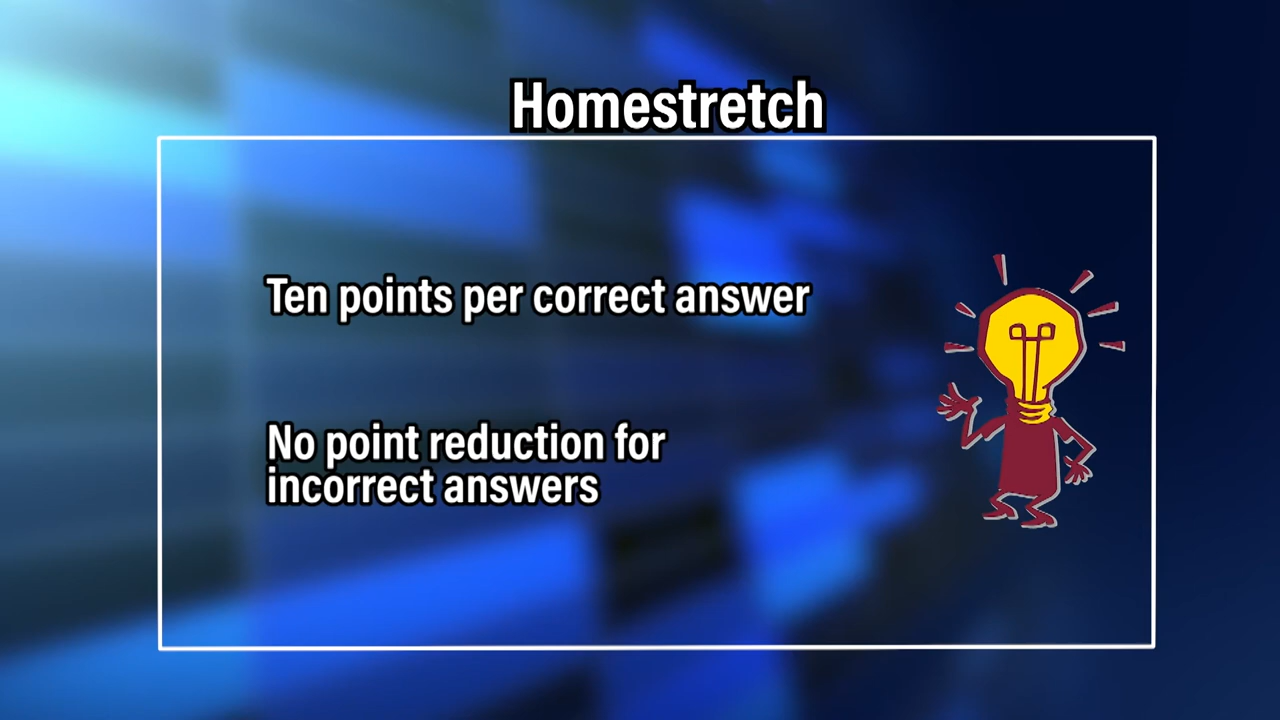 Homestretch
Ten points per correct answer
No point reduction for
incorrect answers